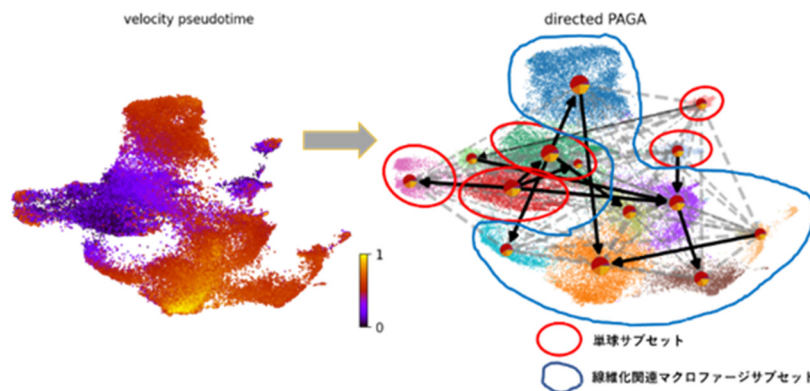 velocity pseudotime
directed PAGA
1
0
単球サブセット
線維化関連マクロファージサブセット